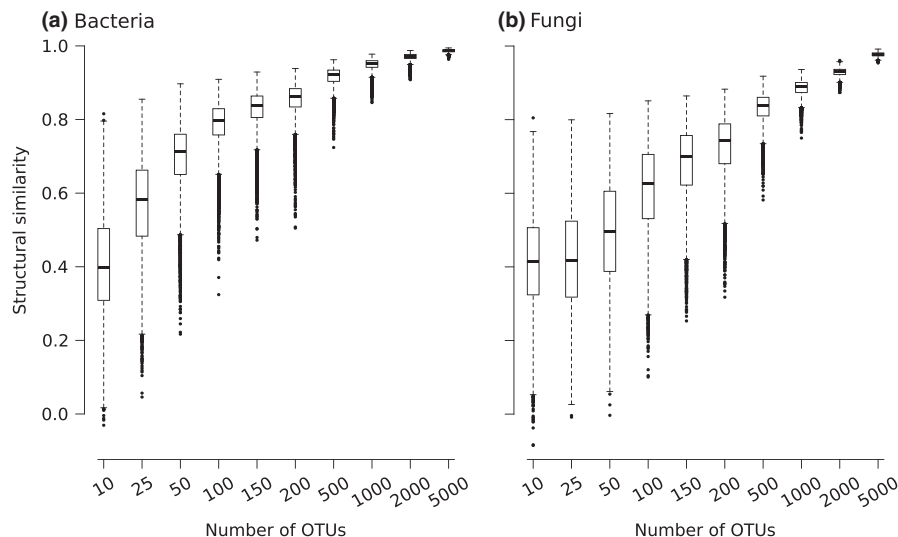 (a) Bacteria
(b) Fungi
Structural similarity
1.0
0.8
0.6
0.4
0.2
0.0
10 25 50 100 150 200 500 1000 2000 5000
10 25 50 100 150 200 500 1000 2000 5000
Number of OTUs
Number of OTUs